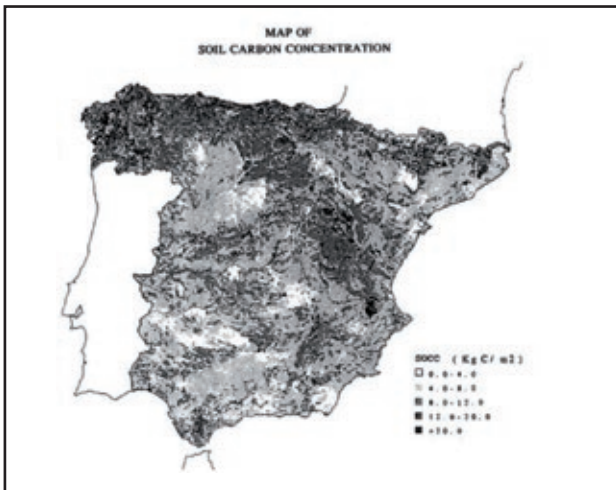 MAP OF
SOIL CARBON CONCENTRATION
SOCC (KgC/m2)
0.0-4.0
4.0-8.0
8.0-12.0
12.0-20.0
>20.0